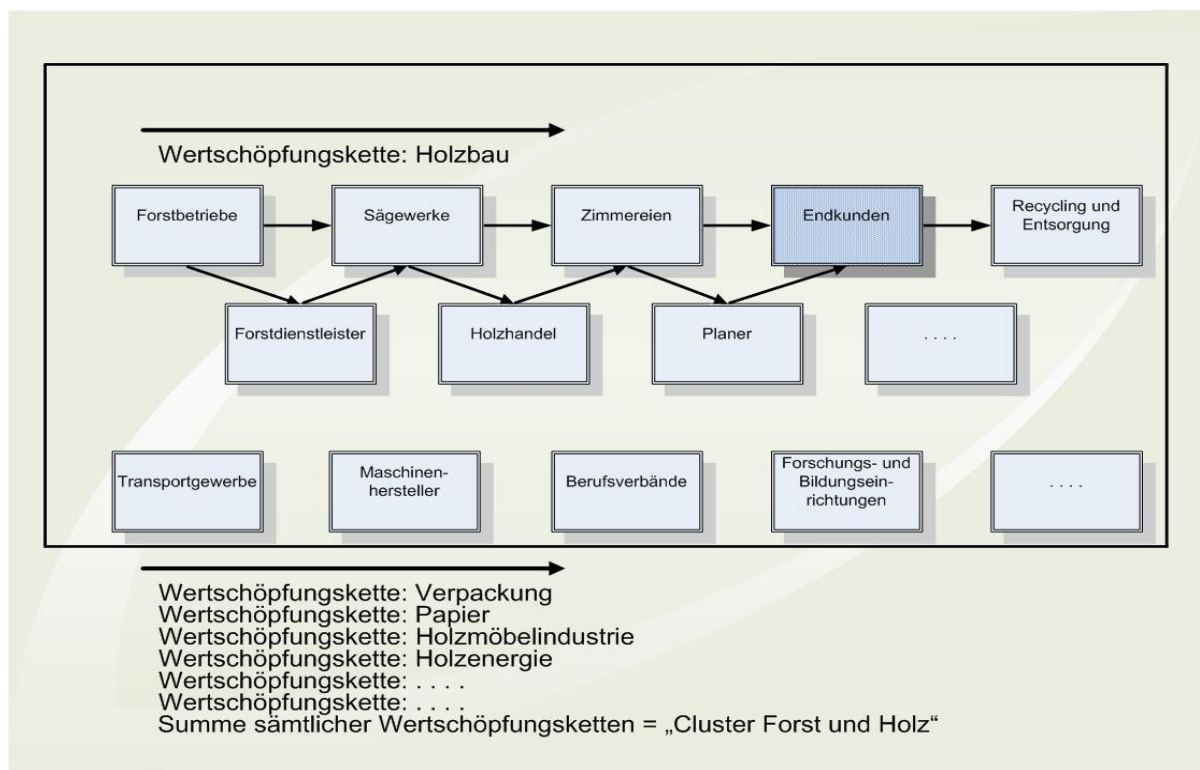 Wertschöpfungskette: Holzbau
Forstbetriebe
Sägewerke
Zimmereien
Endkunden
Recycling und
Entsorgung
Forstdienstleister
Holzhandel
Planer
. . . .
Transportgewerbe
Maschinen-
hersteller
Berufsverbände
Forschungs- und
Bildungsein-
richtungen
. . . .
Wertschöpfungskette: Verpackung
Wertschöpfungskette: Papier
Wertschöpfungskette: Holzmöbelindustrie
Wertschöpfungskette: Holzenergie
Wertschöpfungskette: . . . .
Wertschöpfungskette: . . . .
Summe sämtlicher Wertschöpfungsketten = „Cluster Forst und Holz“